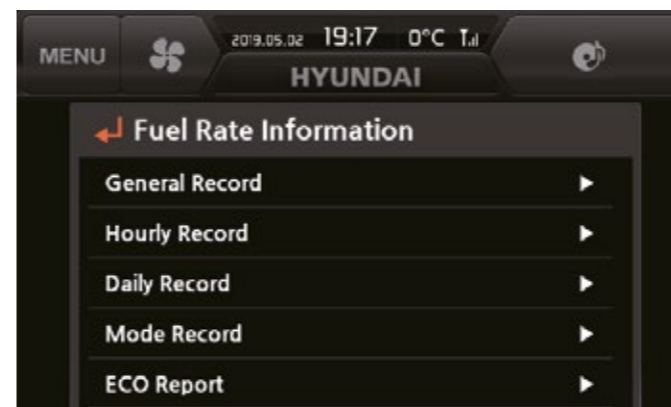 MENU
2019.05.02 19:17 0°C
HYUNDAI
Fuel Rate Information
General Record
Hourly Record
Daily Record
Mode Record
ECO Report